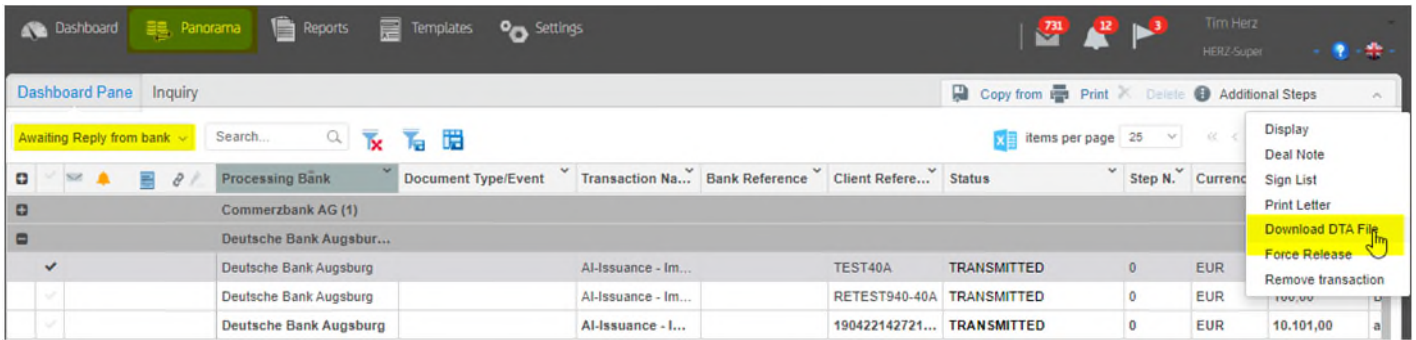 Dashboard Panorama Reports Templates Settings 731 12 3 Tim Herz
HERZ-Super
Dashboard Pane Inquiry Copy from Print Delete Additional Steps
Awaiting Reply from bank Search... items per page 25
Display
Deal Note
Sign List
Print Letter
Download DTA File
Force Release
Remove transaction
Processing Bank Document Type/Event Transaction Na... Bank Reference Client Refere... Status Step N. Currenc
Commerzbank AG (1)
Deutsche Bank Augsbur...
Deutsche Bank Augsburg AI-Issuance - Im... TEST40A TRANSMITTED 0 EUR
Deutsche Bank Augsburg AI-Issuance - Im... RETEST940-40A TRANSMITTED 0 EUR 100,00
Deutsche Bank Augsburg AI-Issuance - I... 190422142721... TRANSMITTED 0 EUR 10.101,00 a